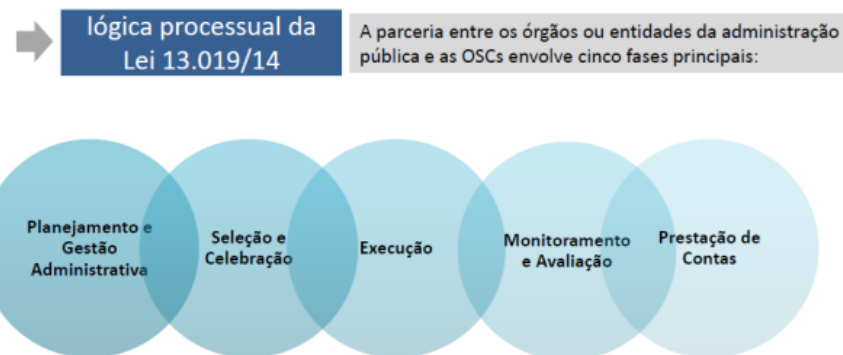 lógica processual da
Lei 13.019/14
A parceria entre os órgãos ou entidades da administração
pública e as OSCs envolve cinco fases principais:
Planejamento e
Gestão
Administrativa
Seleção e
Celebração
Execução
Monitoramento
e Avaliação
Prestação de
Contas